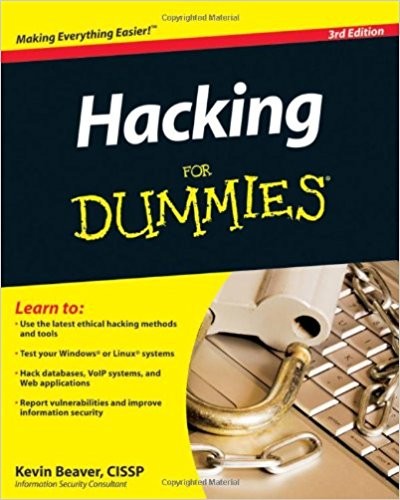 Copyrighted Material
Making Everything Easier!™
3rd Edition
Hacking
FOR
DUMMIES®
Learn to:
• Use the latest ethical hacking methods
and tools
• Test your Windows® or Linux® systems
• Hack databases, VoIP systems, and
Web applications
• Report vulnerabilities and improve
information security
Kevin Beaver, CISSP
Information Security Consultant
Copyrighted Material